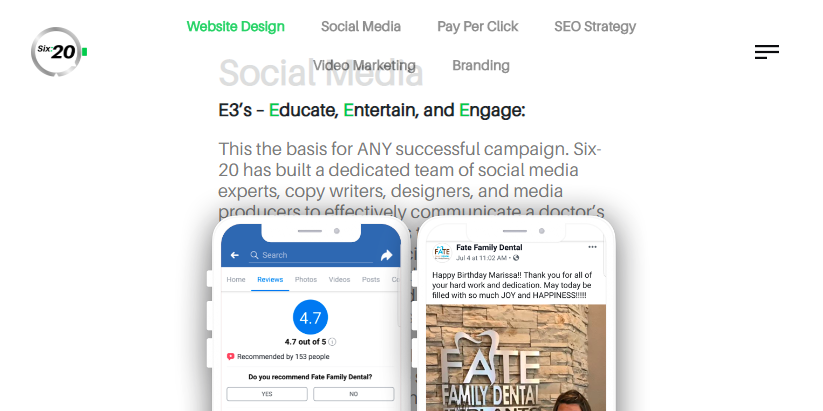 Website Design
Social Media
Pay Per Click
SEO Strategy
Six:20
Video Marketing
Branding
Social Media
E3’s – Educate, Entertain, and Engage:
This the basis for ANY successful campaign. Six-
20 has built a dedicated team of social media
experts, copy writers, designers, and media
producers to effectively communicate a doctor’s
Search
Home
Reviews
Photos
Videos
Posts
4.7
4.7 out of 5
Recommended by 153 people
Do you recommend Fate Family Dental?
YES
NO
FATE
Fate Family Dental
Jul 4 at 11:02 AM
Happy Birthday Marissa!! Thank you for all of
your hard work and dedication. May today be
filled with so much JOY and HAPPINESS!!!!!
FATE
FAMILY DENTAL